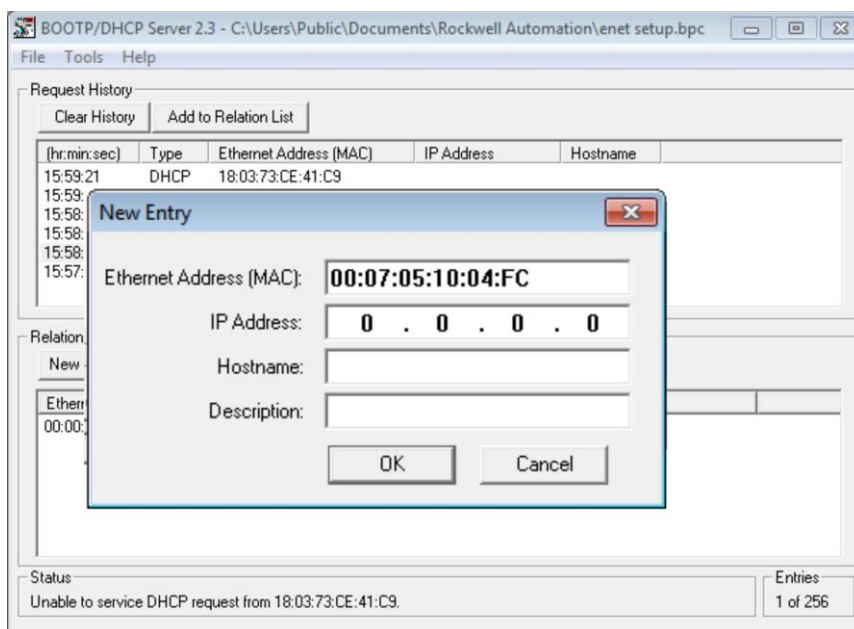 BOOTP/DHCP Server 2.3 - C:\Users\Public\Documents\Rockwell Automation\enet setup.bpc
File Tools Help
Request History
Clear History Add to Relation List
(hr:min:sec) Type Ethernet Address (MAC) IP Address Hostname
15:59:21 DHCP 18:03:73:CE:41:C9
15:59:
15:58:
15:58:
15:58:
15:57:
New Entry
Ethernet Address (MAC): 00:07:05:10:04:FC
IP Address: 0 . 0 . 0 . 0
Hostname:
Description:
OK Cancel
Relation
New
Ether
00:00:
Status
Unable to service DHCP request from 18:03:73:CE:41:C9.
Entries
1 of 256